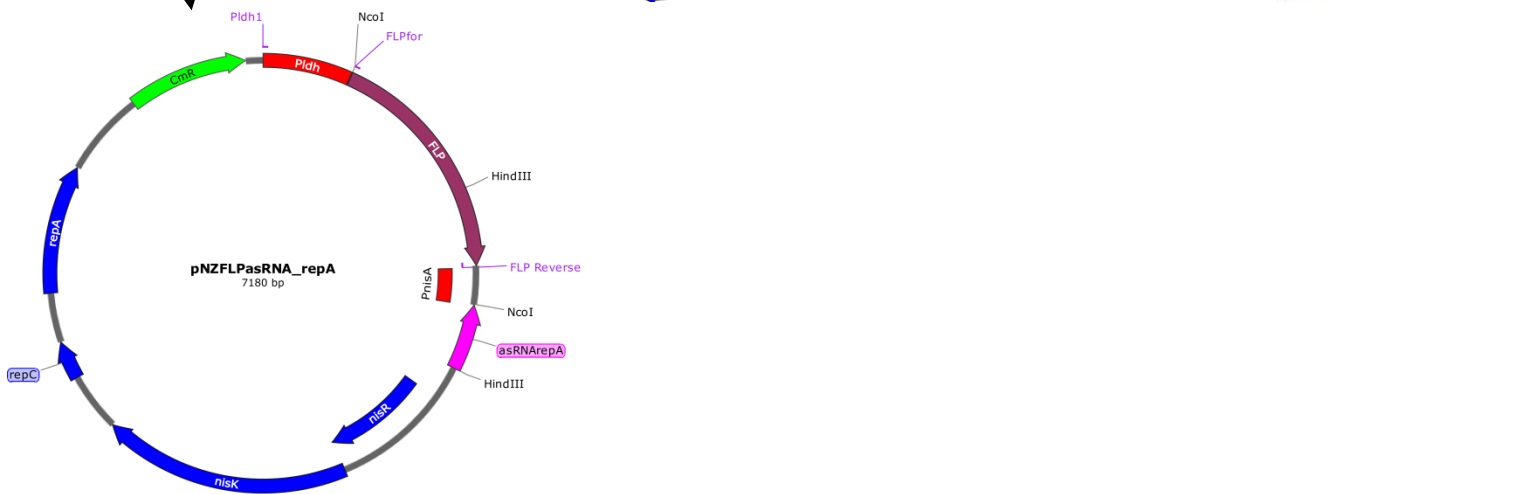 Pldh1
NcoI
FLPfor
Pldh
CmR
FLP
HindIII
repA
pNZFLPasRNA_repA
7180 bp
FLP Reverse
PnisA
NcoI
asRNArepA
repC
HindIII
nisR
nisK